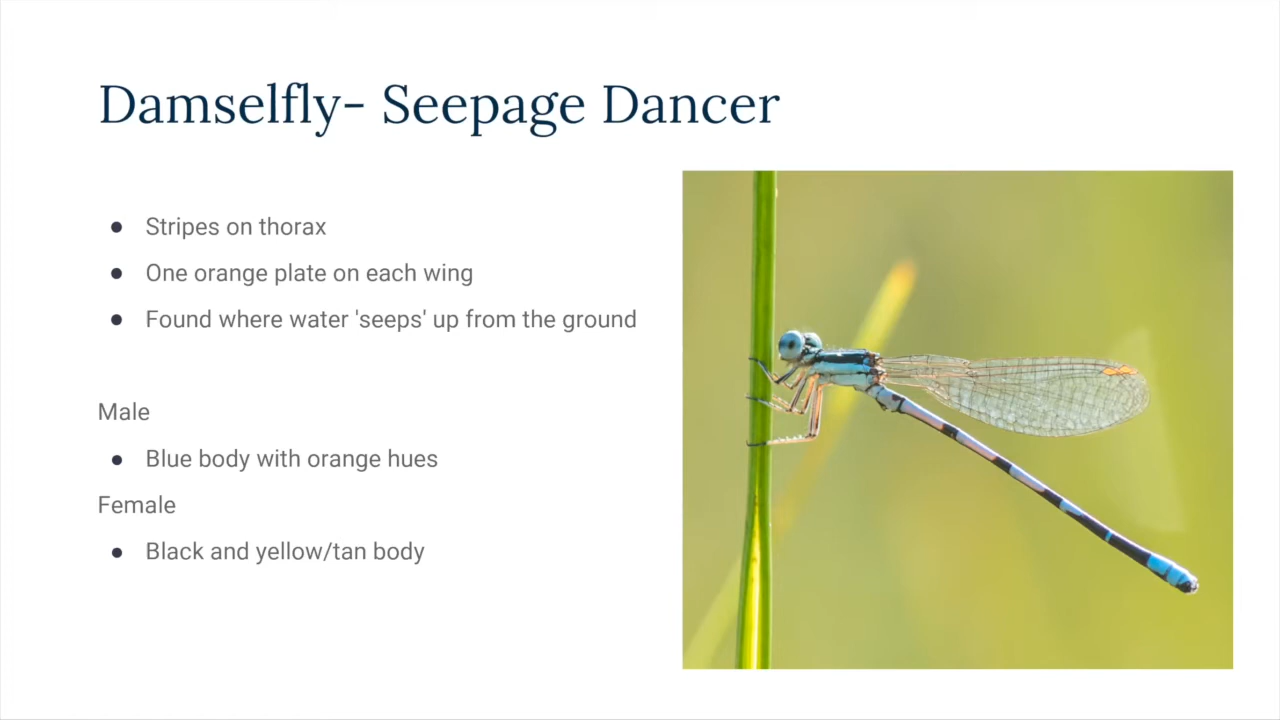 Damselfly- Seepage Dancer
● Stripes on thorax
● One orange plate on each wing
● Found where water 'seeps' up from the ground
Male
● Blue body with orange hues
Female
● Black and yellow/tan body